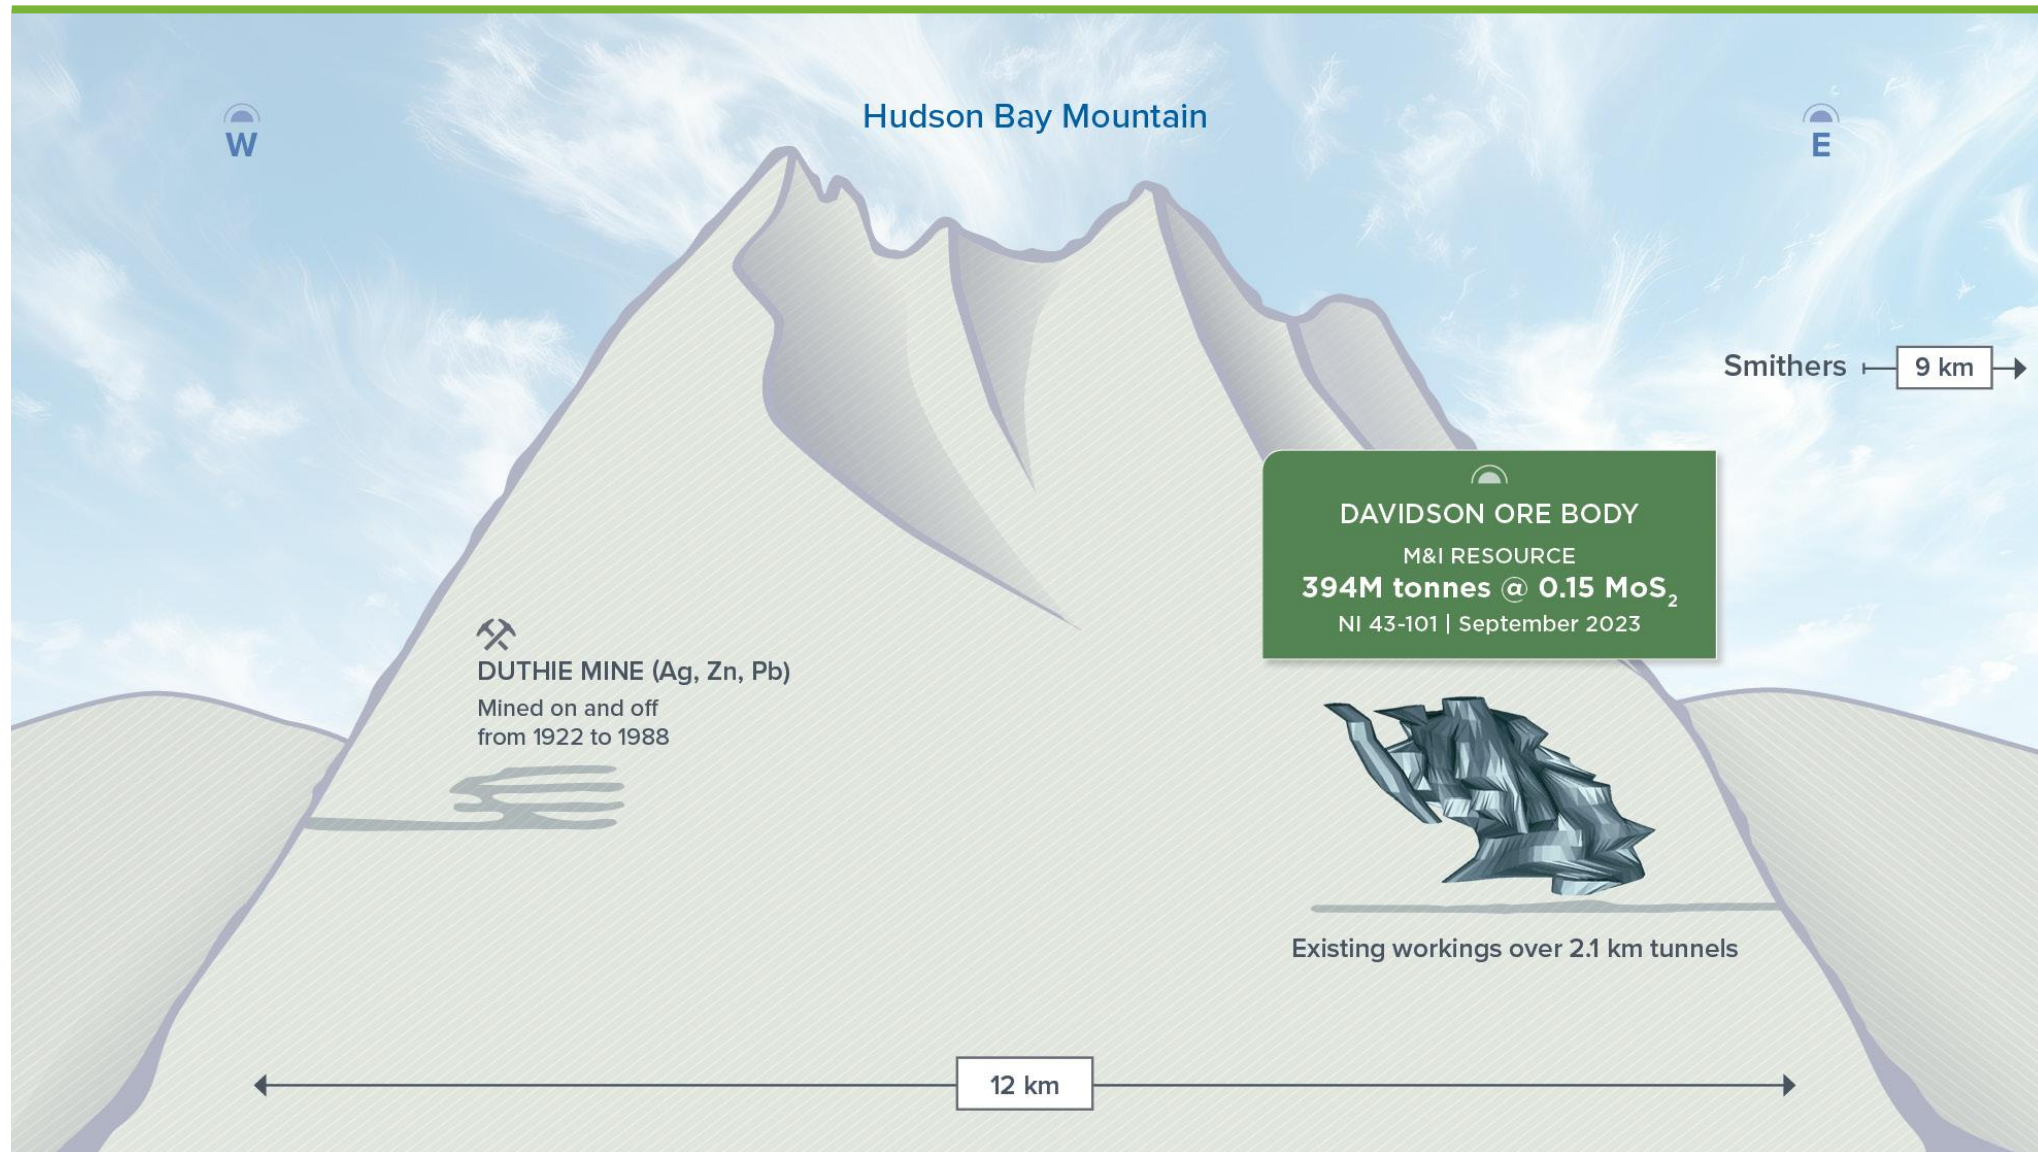 Hudson Bay Mountain
W
E
Smithers
9 km
DAVIDSON ORE BODY
M&I RESOURCE
394M tonnes @ 0.15 MoS₂
NI 43-101 | September 2023
DUTHIE MINE (Ag, Zn, Pb)
Mined on and off
from 1922 to 1988
Existing workings over 2.1 km tunnels
12 km